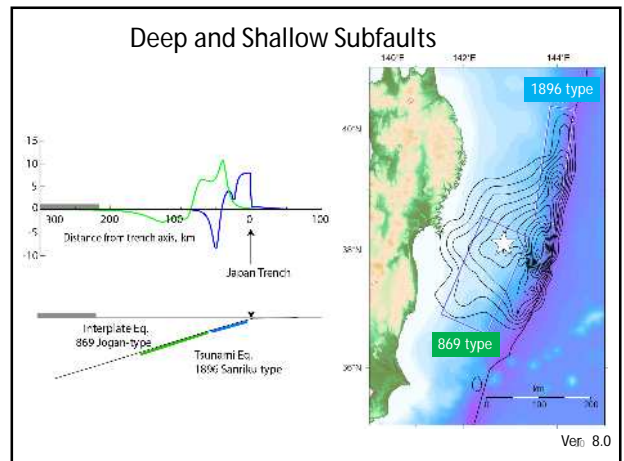 Deep and Shallow Subfaults
15
10
5
0
-5
-10
300
200
100
0
100
Distance from trench axis, km
Japan Trench
Interplate Eq.
869 Jogan-type
Tsunami Eq.
1896 Sanriku type
140°E
142°E
144°E
1896 type
40°N
38°N
869 type
36°N
km
0
100
200
Ver. 8.0